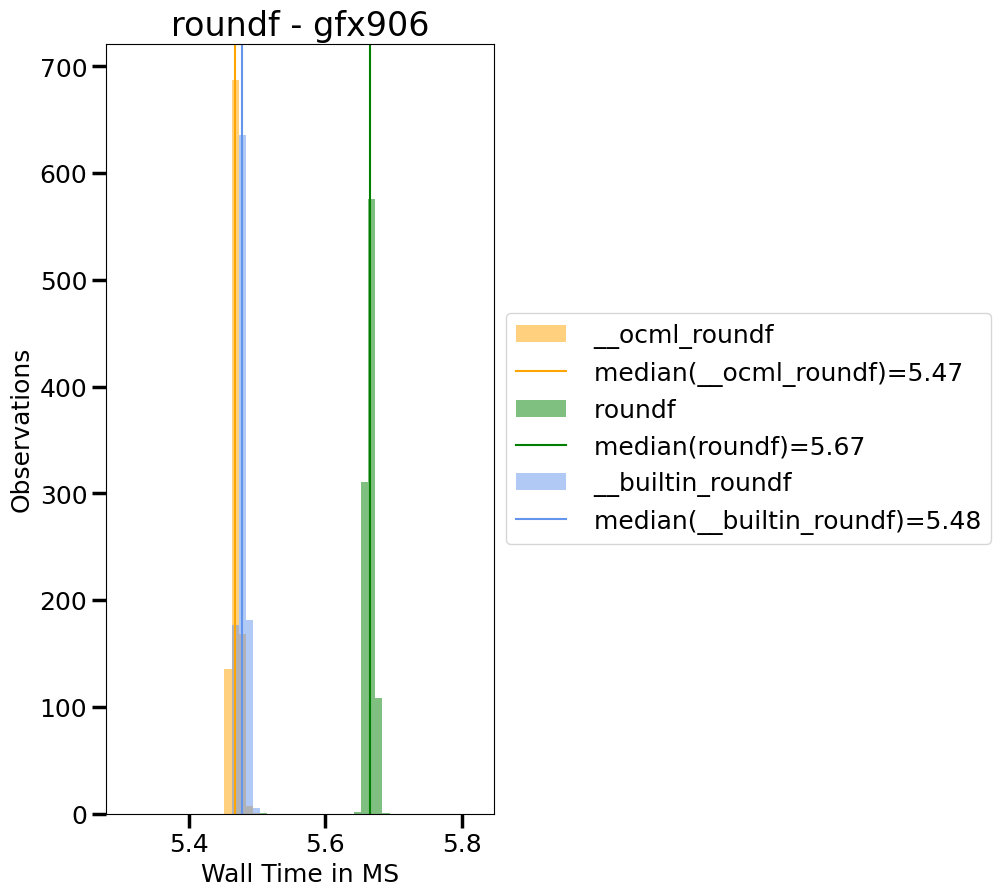 roundf - gfx906
700
600
500
400
300
200
100
0
Observations
5.4 5.6 5.8
Wall Time in MS
__ocml_roundf
median(__ocml_roundf)=5.47
roundf
median(roundf)=5.67
__builtin_roundf
median(__builtin_roundf)=5.48